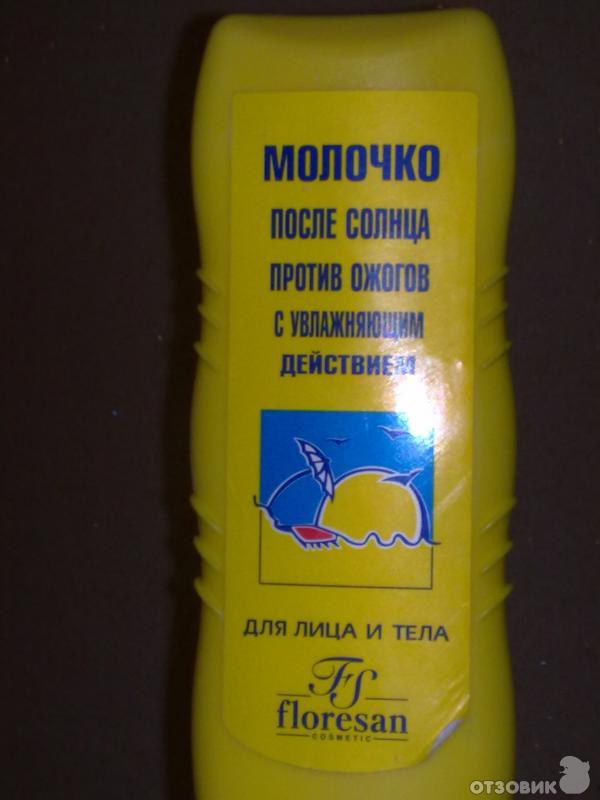 МОЛОЧКО
ПОСЛЕ СОЛНЦА
ПРОТИВ ОЖОГОВ
С УВЛАЖНЯЮЩИМ
ДЕЙСТВИЕМ
ДЛЯ ЛИЦА И ТЕЛА
FS
floresan
COSMETIC
ОТЗОВИК